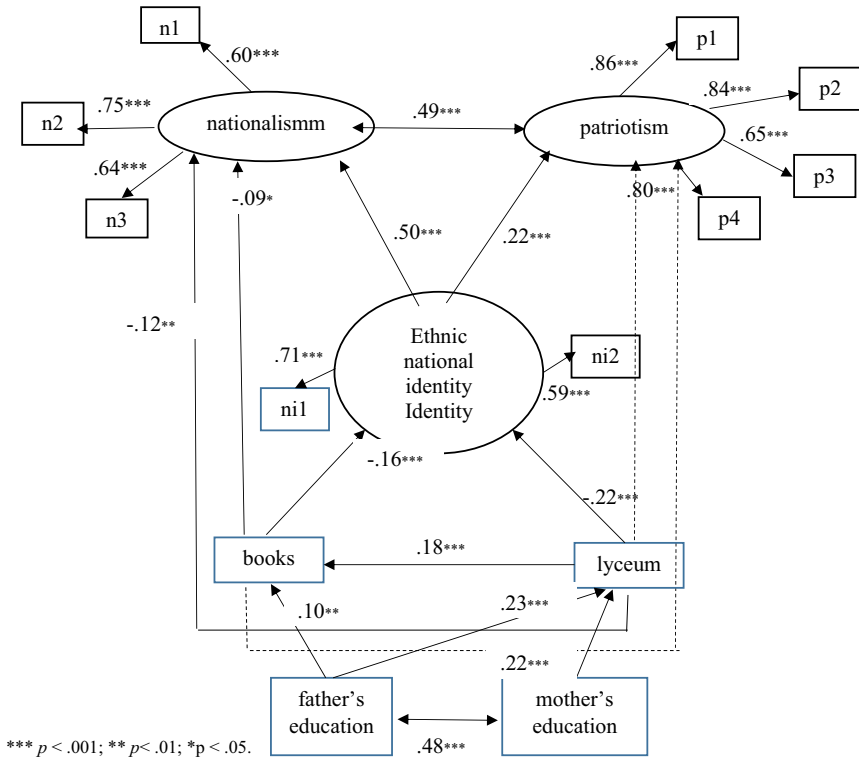 n1
.60***
p1
.86***
n2
.75***
nationalismm
.49***
patriotism
.84***
p2
.65***
p3
.64***
n3
-.09*
.80***
p4
.50***
.22***
-.12**
Ethnic
national
identity
Identity
.71***
ni1
ni2
.59***
-.16***
-.22***
books
.18***
lyceum
.10**
.23***
.22***
father's
education
mother's
education
.48***
*** p < .001; ** p< .01; *p < .05.